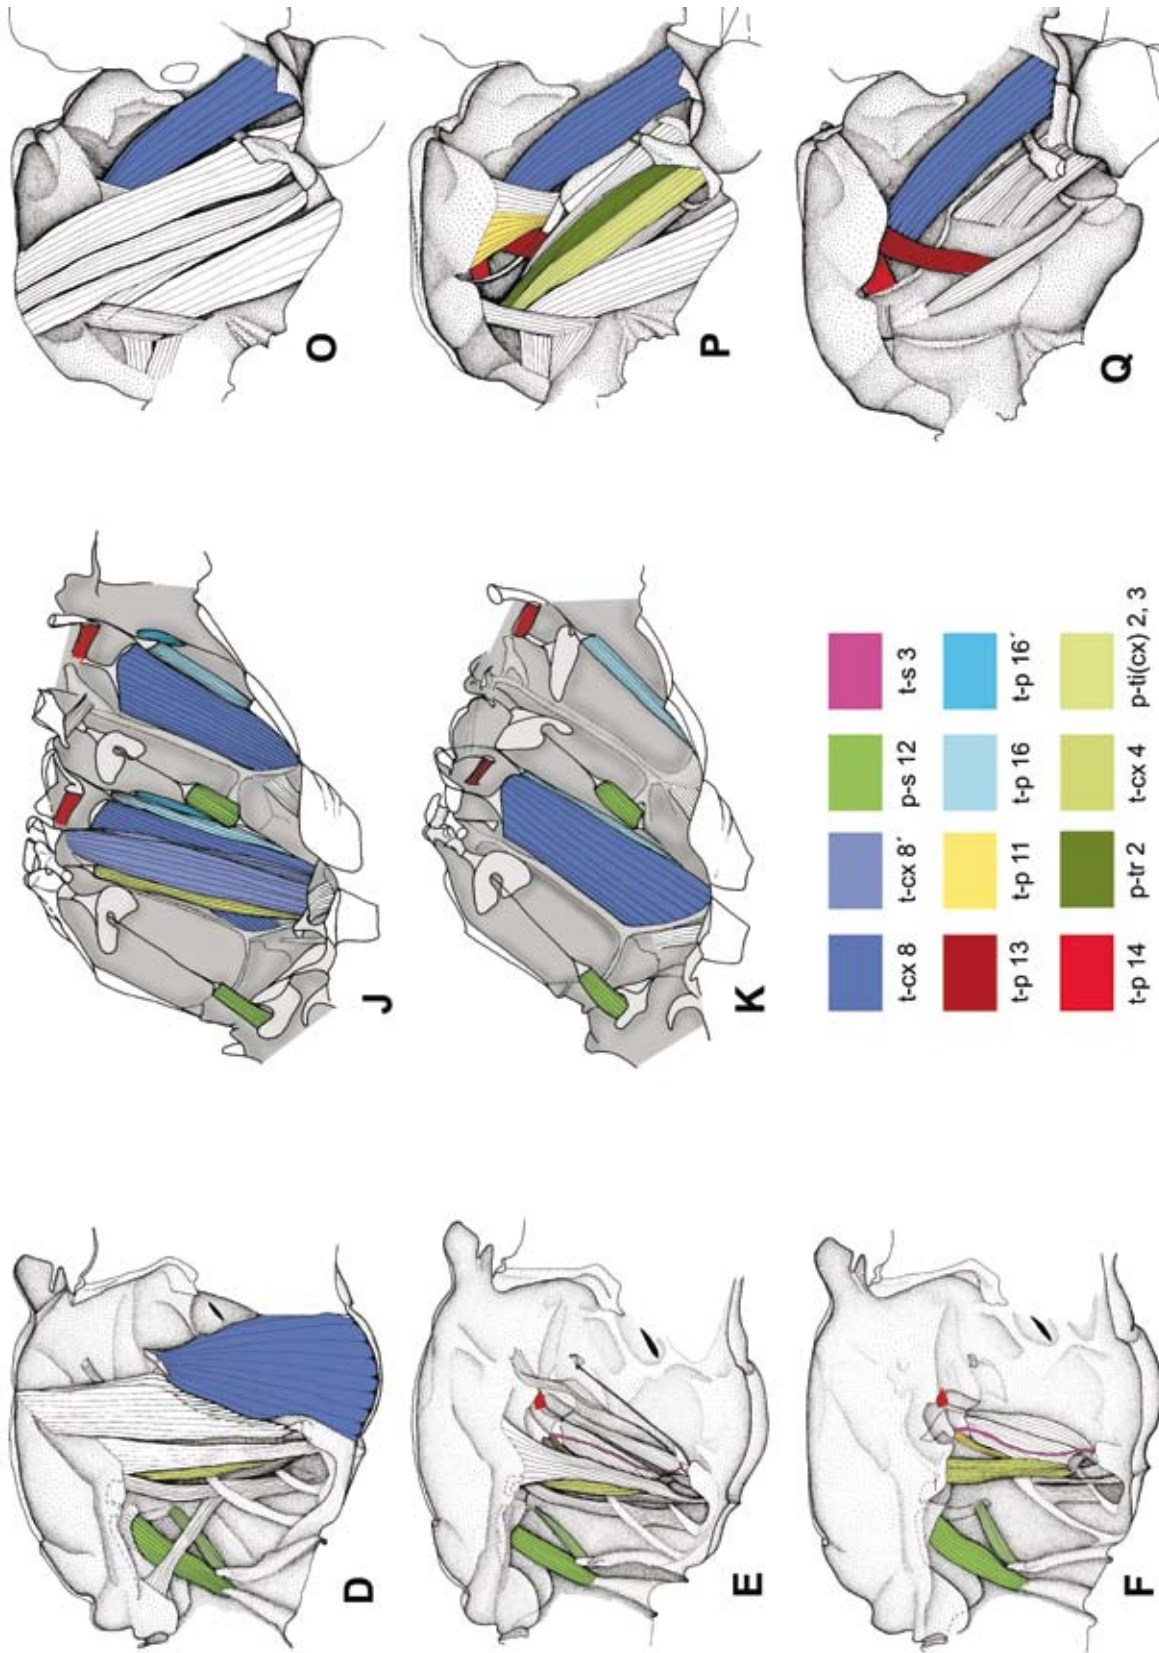 O
P
Q
J
K
D
E
F
t-cx 8
t-cx 8´
p-s 12
t-s 3
t-p 13
t-p 11
t-p 16
t-p 16´
t-p 14
p-tr 2
t-cx 4
p-ti(cx) 2, 3